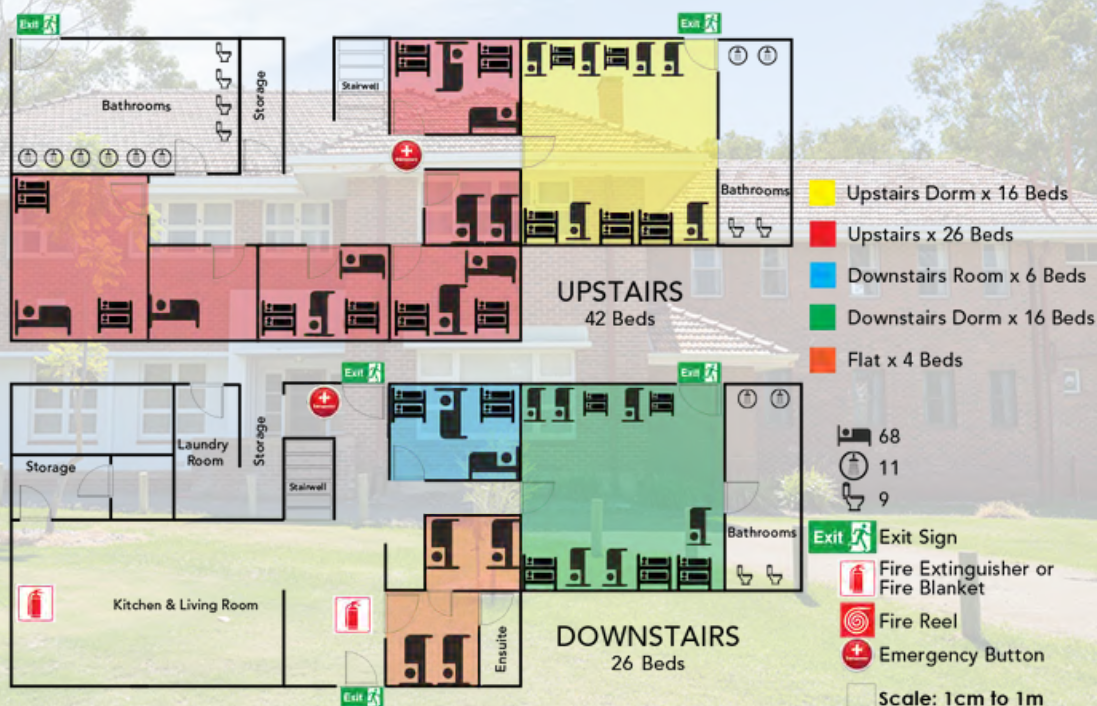 Exit
Exit
Bathrooms
Storage
Stairwell
Bathrooms
UPSTAIRS
42 Beds
Upstairs Dorm x 16 Beds
Upstairs x 26 Beds
Downstairs Room x 6 Beds
Downstairs Dorm x 16 Beds
Flat x 4 Beds
Exit
Exit
Storage
Laundry
Room
Storage
Stairwell
Bathrooms
Kitchen & Living Room
Ensuite
Exit
DOWNSTAIRS
26 Beds
68
11
9
Exit
Exit Sign
Fire Extinguisher or
Fire Blanket
Fire Reel
Emergency Button
Scale: 1cm to 1m